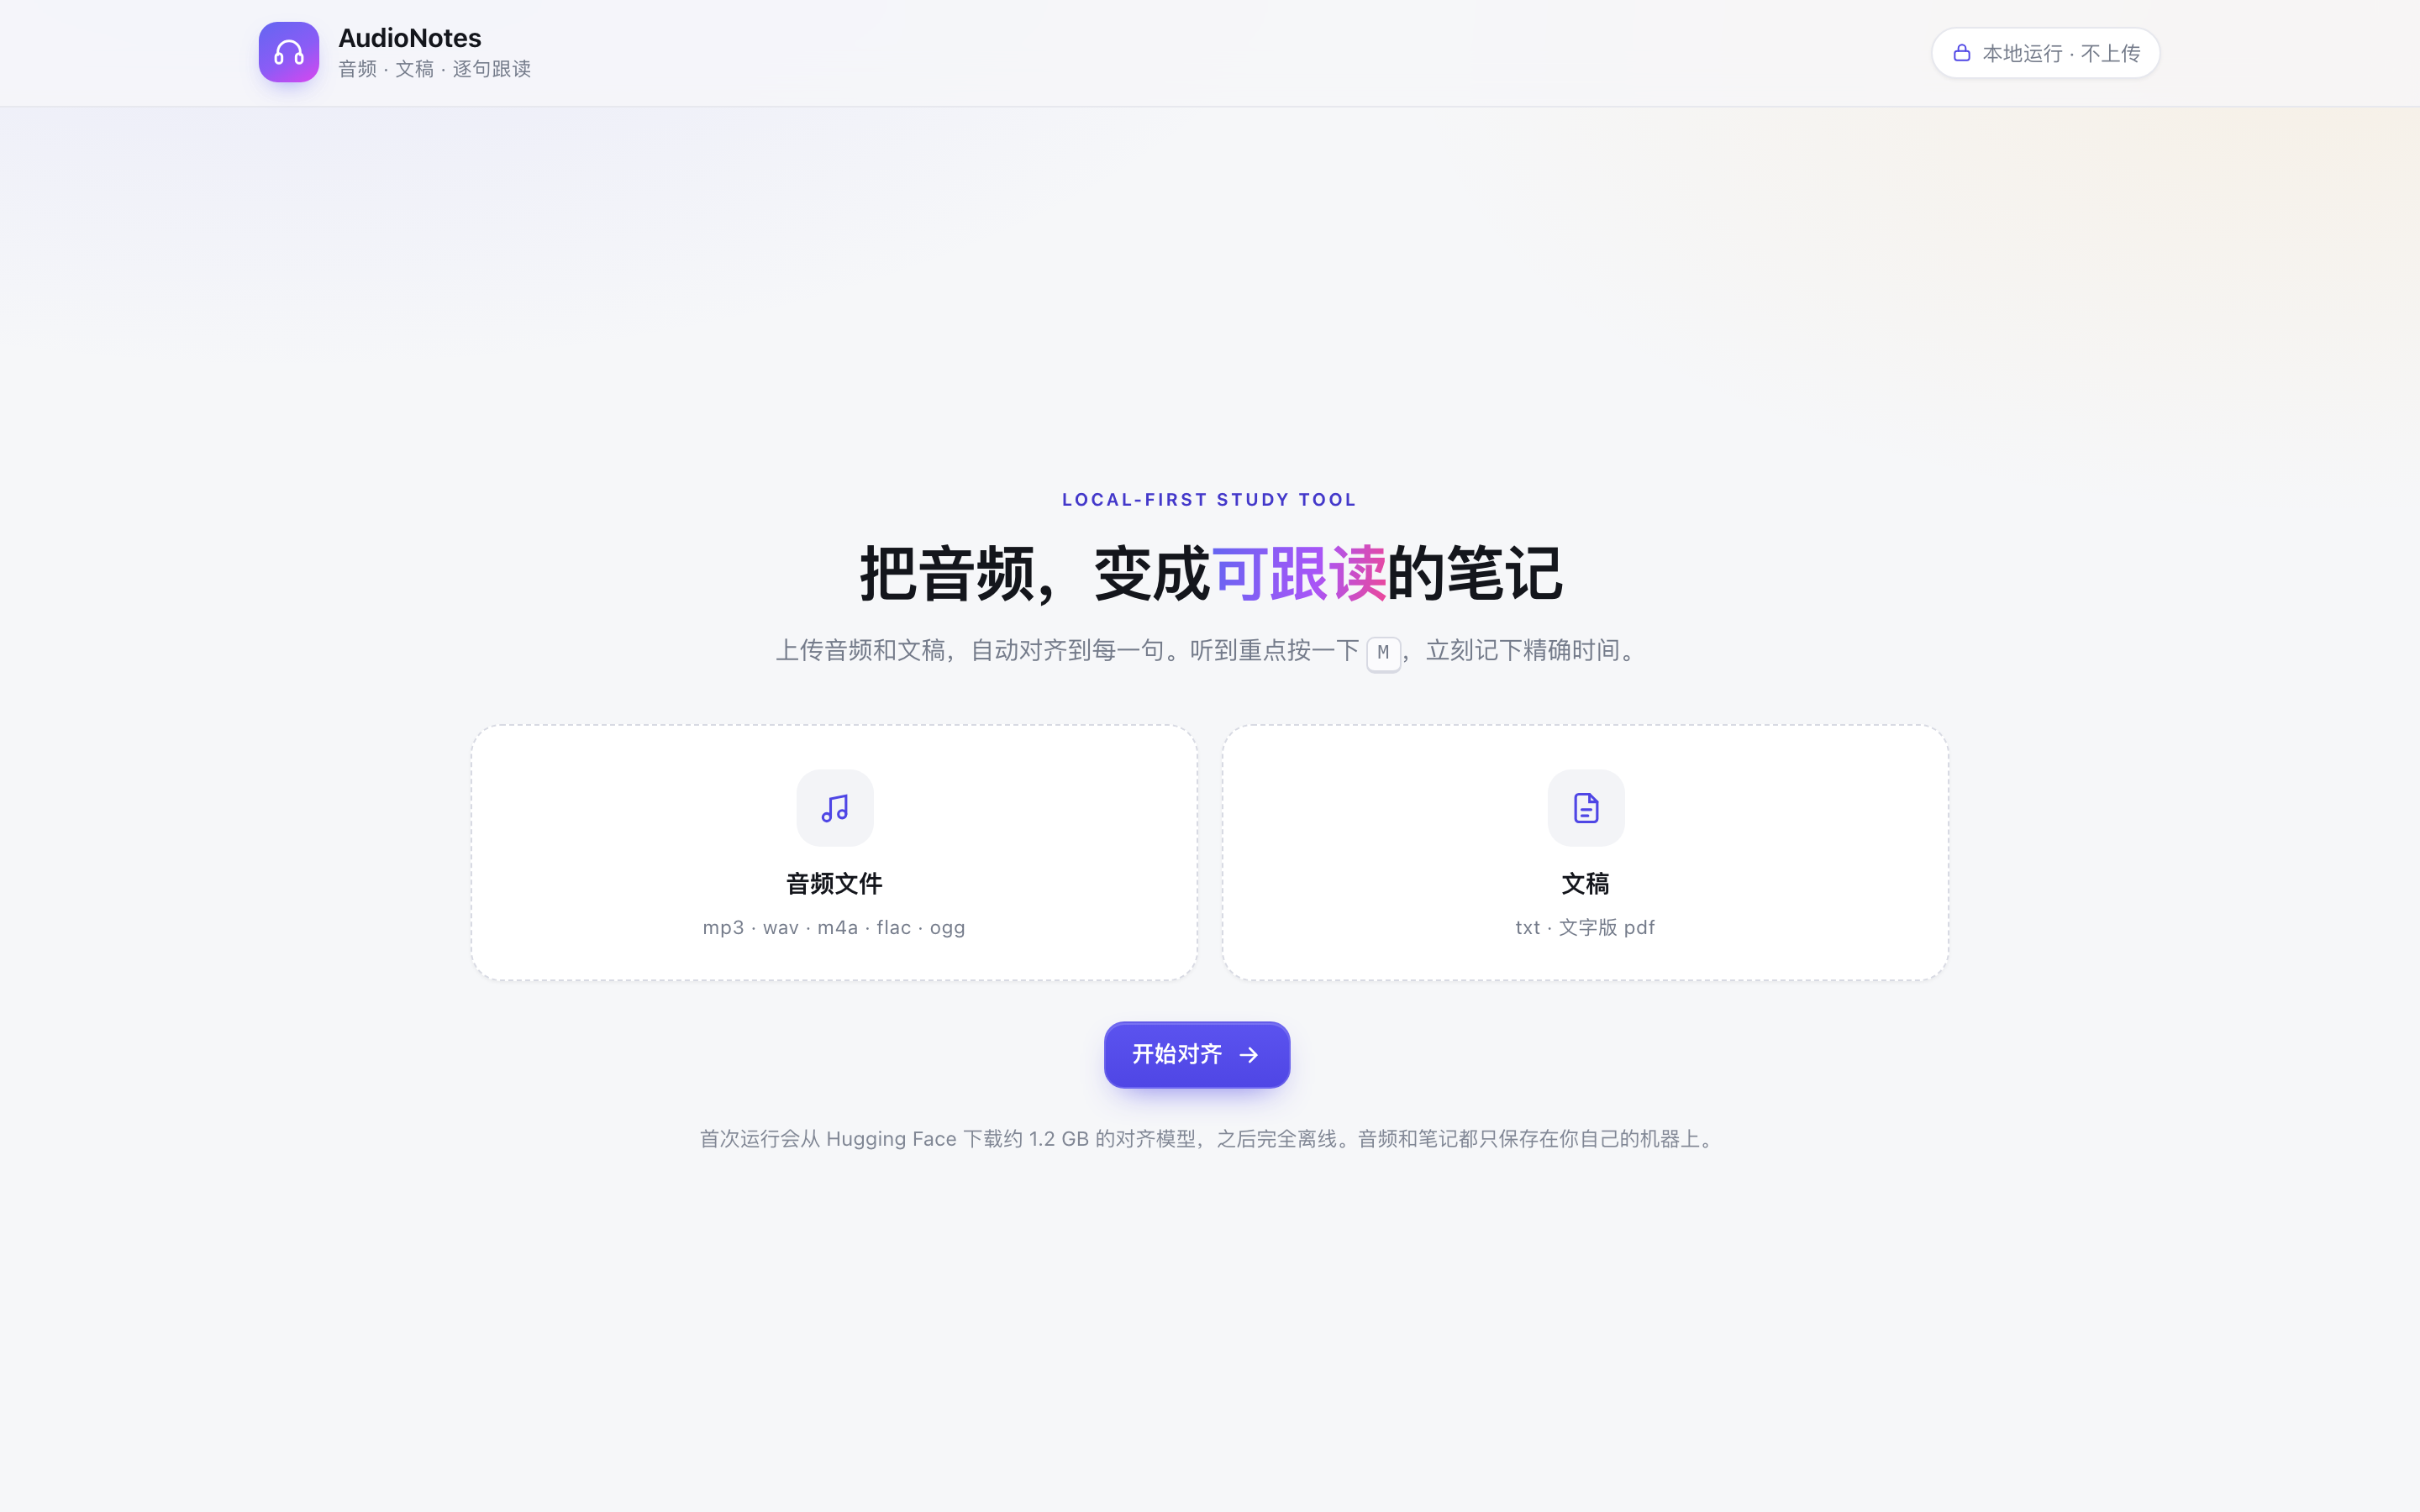 AudioNotes
音频 · 文稿 · 逐句跟读
本地运行 · 不上传
LOCAL-FIRST STUDY TOOL
把音频，变成可跟读的笔记
上传音频和文稿，自动对齐到每一句。听到重点按一下 M，立刻记下精确时间。
音频文件
mp3 · wav · m4a · flac · ogg
文稿
txt · 文字版 pdf
开始对齐 →
首次运行会从 Hugging Face 下载约 1.2 GB 的对齐模型，之后完全离线。音频和笔记都只保存在你自己的机器上。